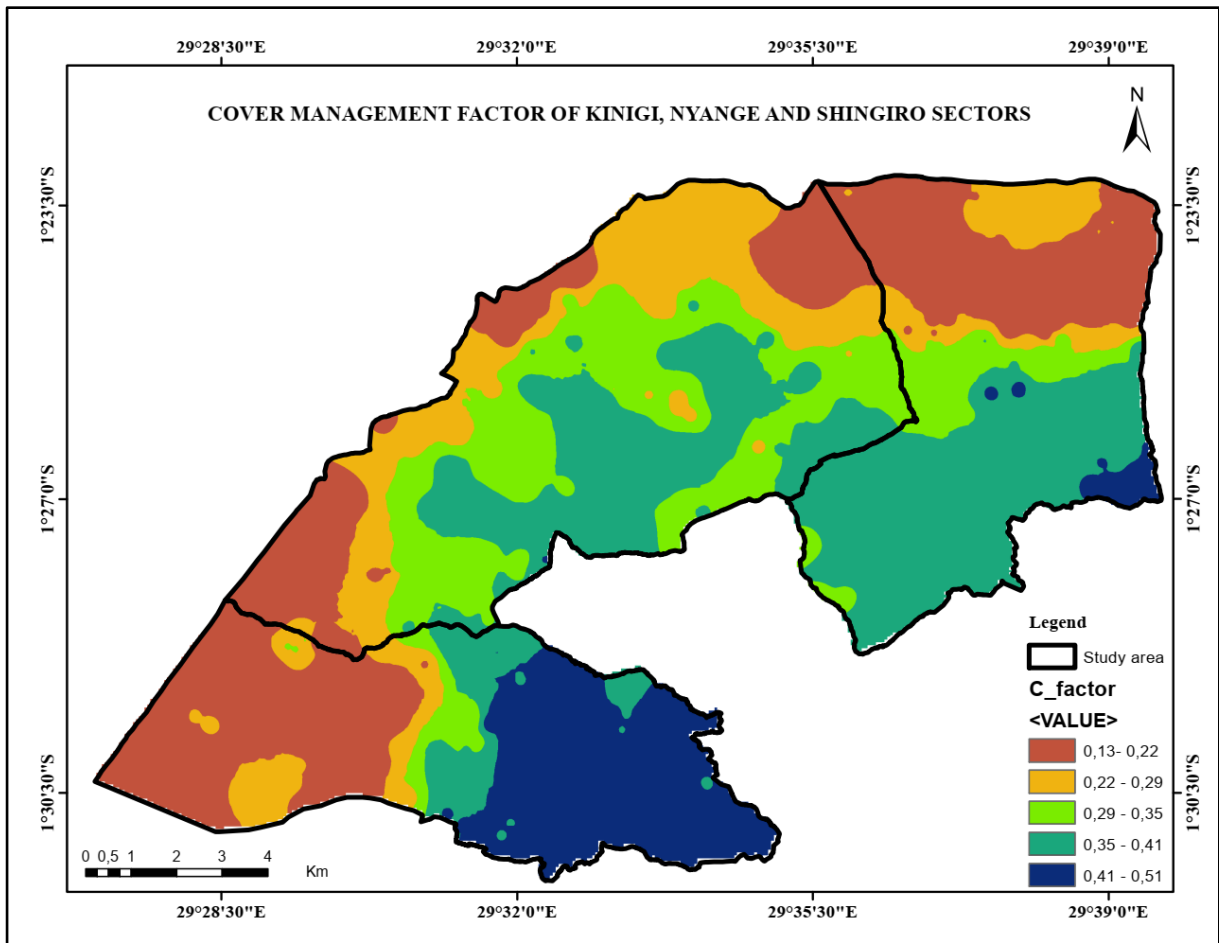 29°28'30"E 29°32'0"E 29°35'30"E 29°39'0"E
COVER MANAGEMENT FACTOR OF KINIGI, NYANGE AND SHINGIRO SECTORS
N
1°23'30"S 1°23'30"S
1°27'0"S 1°27'0"S
Legend
Study area
C_factor
<VALUE>
0,13- 0,22
0,22 - 0,29
0,29 - 0,35
0,35 - 0,41
0,41 - 0,51
1°30'30"S 1°30'30"S
0 0,5 1 2 3 4
Km
29°28'30"E 29°32'0"E 29°35'30"E 29°39'0"E